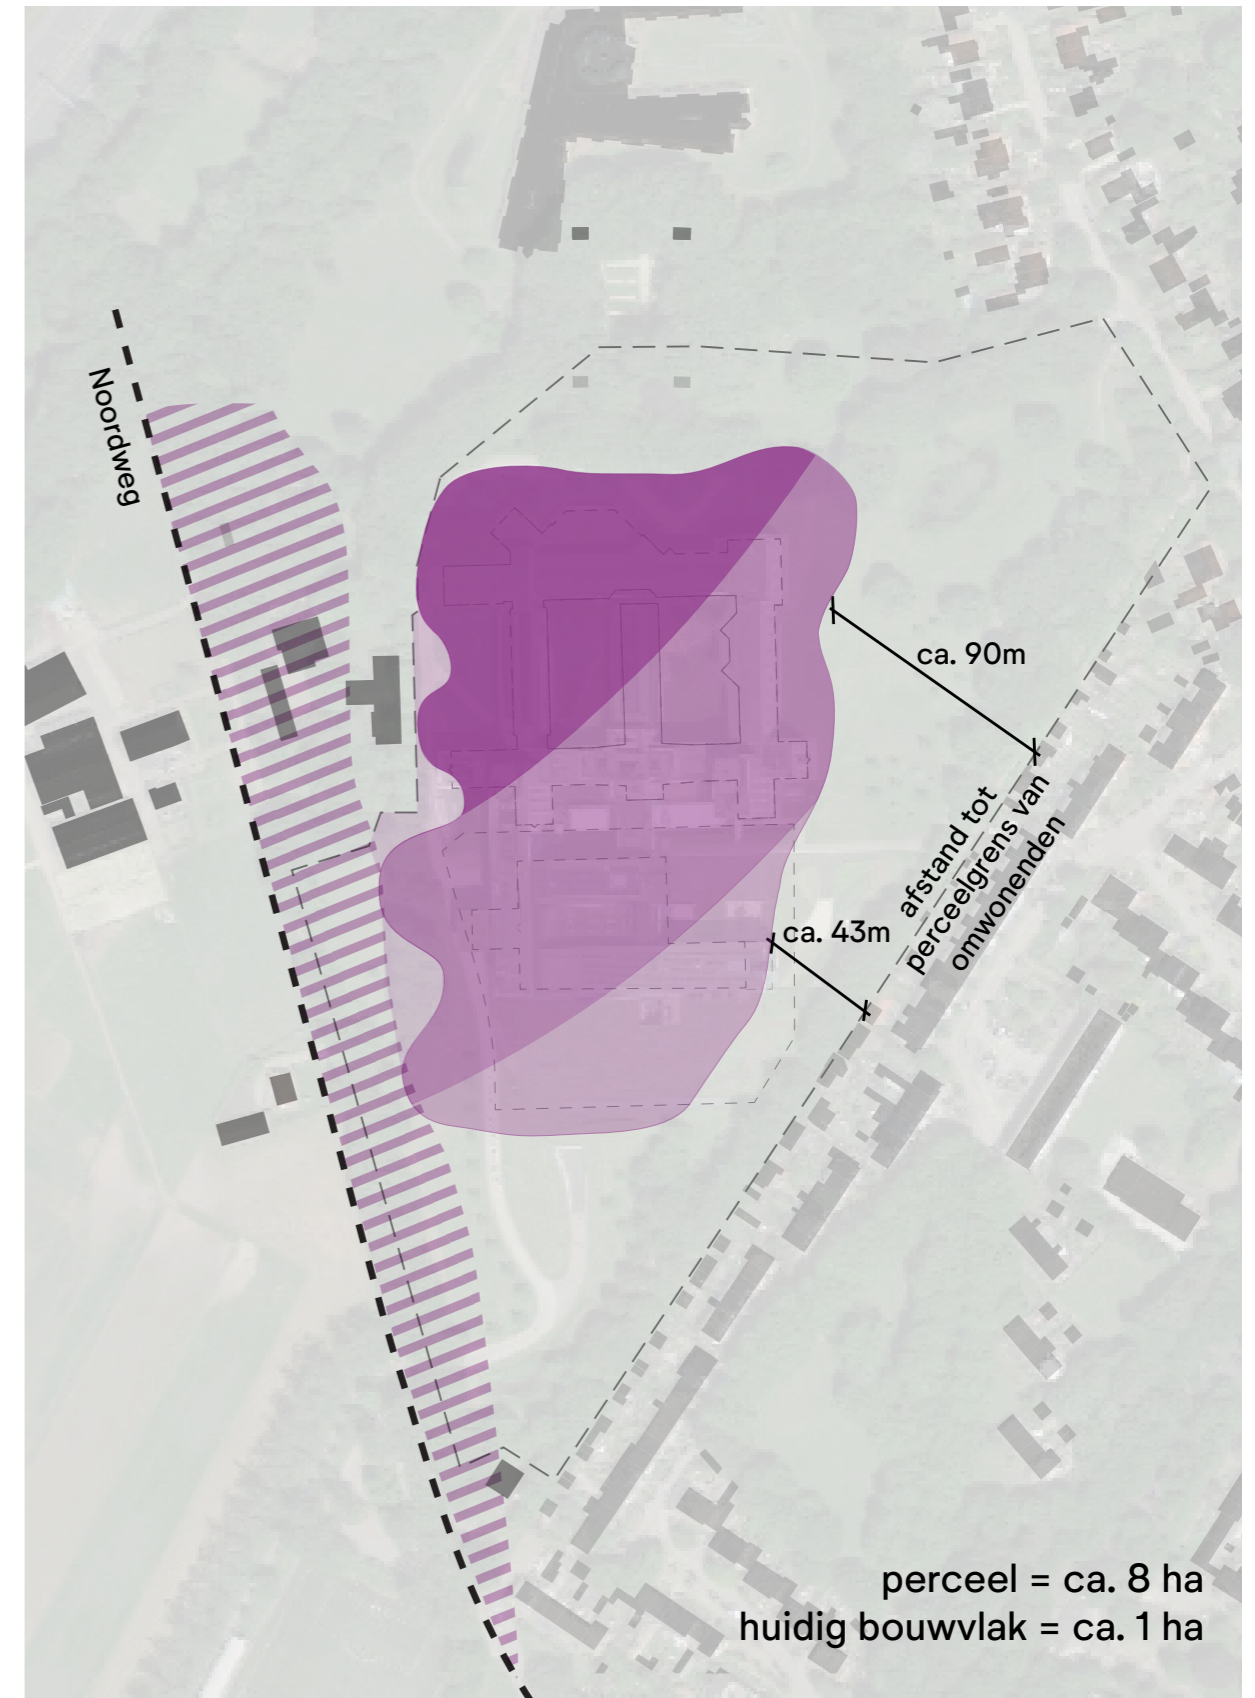 Noordweg
ca. 90m
afstand tot
perceelgrens van
omwonenden
ca. 43m
perceel = ca. 8 ha
huidig bouwvlak = ca. 1 ha